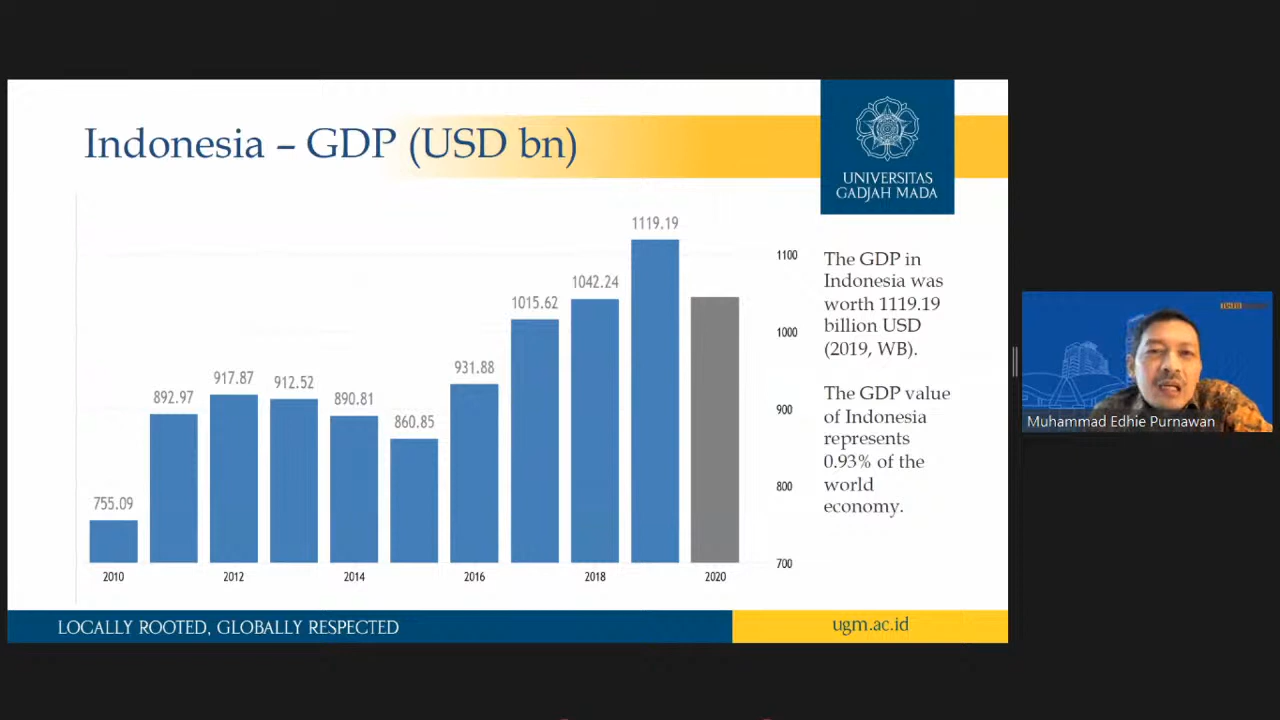 Indonesia – GDP (USD bn)
UNIVERSITAS
GADJAH MADA
1119.19
1042.24
1015.62
931.88
917.87
912.52
892.97
890.81
860.85
755.09
1100
1000
900
800
700
2010
2012
2014
2016
2018
2020
The GDP in
Indonesia was
worth 1119.19
billion USD
(2019, WB).
The GDP value
of Indonesia
represents
0.93% of the
world
economy.
Muhammad Edhie Purnawan
LOCALLY ROOTED, GLOBALLY RESPECTED
ugm.ac.id